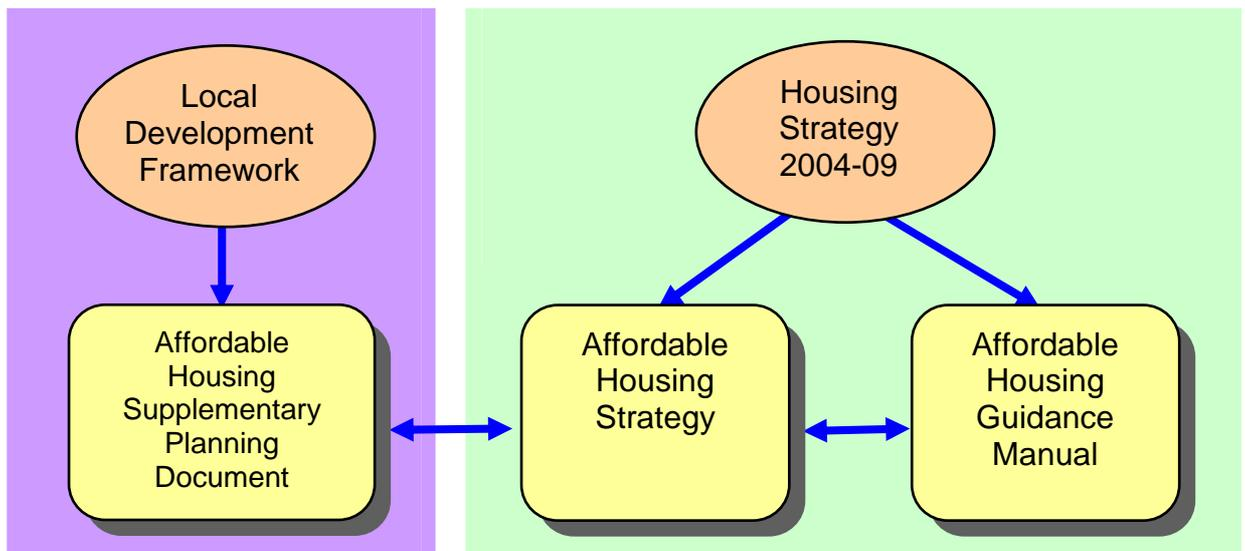 Local
Development
Framework
Housing
Strategy
2004-09
Affordable
Housing
Supplementary
Planning
Document
Affordable
Housing
Strategy
Affordable
Housing
Guidance
Manual